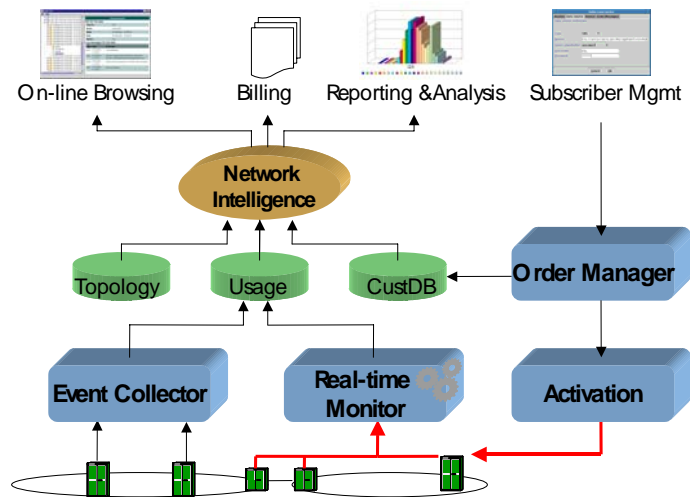 On-line Browsing
Billing
Reporting &Analysis
Subscriber Mgmt
Network
Intelligence
Topology
Usage
CustDB
Order Manager
Event Collector
Real-time
Monitor
Activation